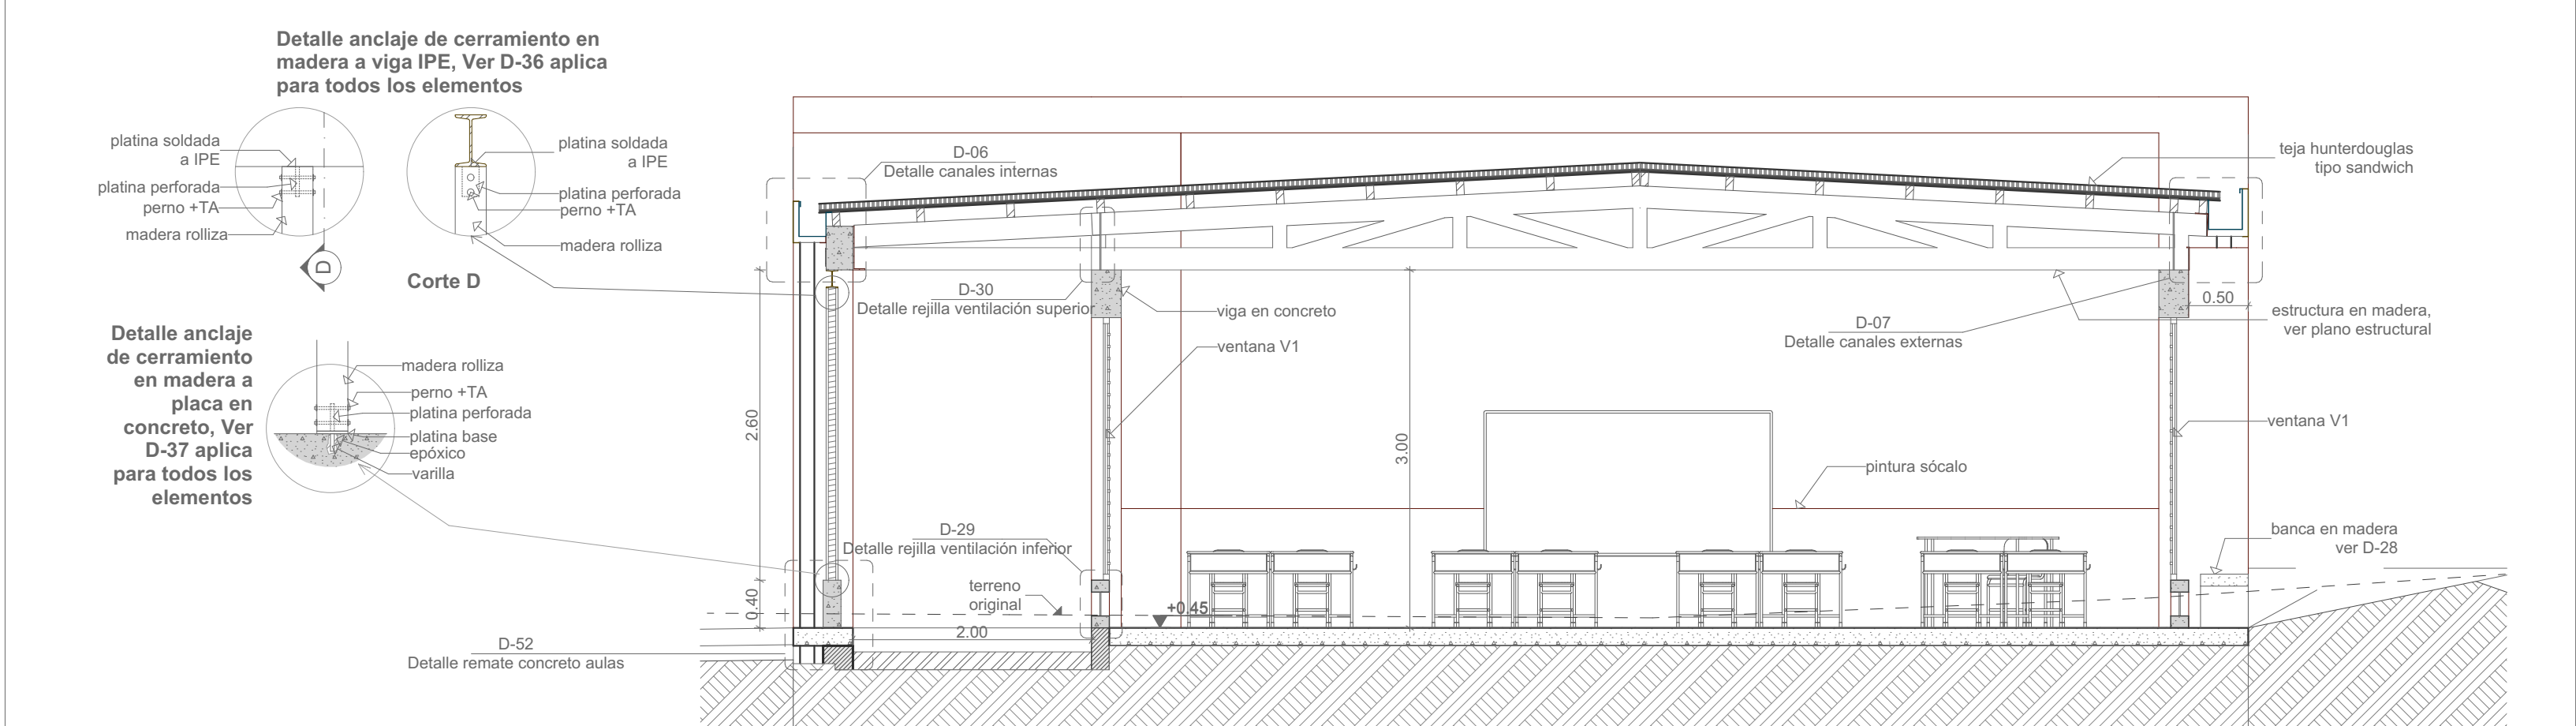 Detalle anclaje de cerramiento en
madera a viga IPE, Ver D-36 aplica
para todos los elementos
platina soldada
a IPE
platina perforada
perno +TA
madera rolliza
platina soldada
a IPE
platina perforada
perno +TA
madera rolliza
D
Corte D
Detalle anclaje
de cerramiento
en madera a
placa en
concreto, Ver
D-37 aplica
para todos los
elementos
madera rolliza
perno +TA
platina perforada
platina base
epóxico
varilla
D-06
Detalle canales internas
D-30
Detalle rejilla ventilación superior
viga en concreto
ventana V1
2.60
3.00
0.40
D-29
Detalle rejilla ventilación inferior
terreno
original
+0.45
2.00
D-52
Detalle remate concreto aulas
teja hunterdouglas
tipo sandwich
0.50
estructura en madera,
ver plano estructural
D-07
Detalle canales externas
ventana V1
pintura sócalo
banca en madera
ver D-28